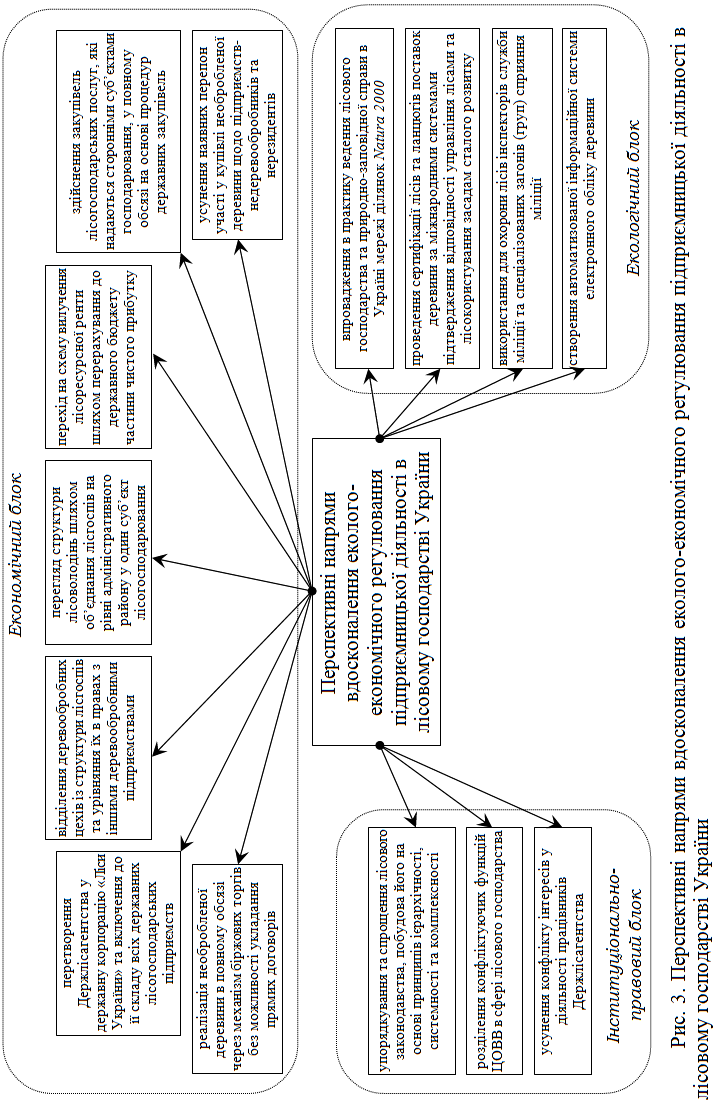 Економічний блок
перетворення
Держлісагентства у
державну корпорацію «Ліси
України» та включення до
її складу всіх державних
лісогосподарських
підприємств
відділення деревообробних
цехів із структури лісгоспів
та урівняння їх в правах з
іншими деревообробними
підприємствами
перегляд структури
лісоволодінь шляхом
об’єднання лісгоспів на
рівні адміністративного
району у один суб’єкт
лісогосподарювання
перехід на схему вилучення
лісоресурсної ренти
шляхом перерахування до
державного бюджету
частини чистого прибутку
здійснення закупівель
лісогосподарських послуг, які
надаються сторонніми суб’єктами
господарювання, у повному
обсязі на основі процедур
державних закупівель
реалізація необробленої
деревини в повному обсязі
через механізм біржових торгів
без можливості укладання
прямих договорів
усунення наявних перепон
участі у купівлі необробленої
деревини щодо підприємств-
недеревообробників та
нерезидентів
Перспективні напрями
вдосконалення еколого-
економічного регулювання
підприємницької діяльності в
лісовому господарстві України
упорядкування та спрощення лісового
законодавства, побудова його на
основі принципів ієрархічності,
системності та комплексності
розділення конфліктуючих функцій
ЦОВВ в сфері лісового господарства
усунення конфлікту інтересів у
діяльності працівників
Держлісагентства
Інституціонально-
правовий блок
впровадження в практику ведення лісового
господарства та природно-заповідної справи в
Україні мережі ділянок Natura 2000
проведення сертифікації лісів та ланцюгів поставок
деревини за міжнародними системами
підтвердження відповідності управління лісами та
лісокористування засадам сталого розвитку
використання для охорони лісів інспекторів служби
міліції та спеціалізованих загонів (груп) сприяння
міліції
створення автоматизованої інформаційної системи
електронного обліку деревини
Екологічний блок
Рис. 3. Перспективні напрями вдосконалення еколого-економічного регулювання підприємницької діяльності в
лісовому господарстві України